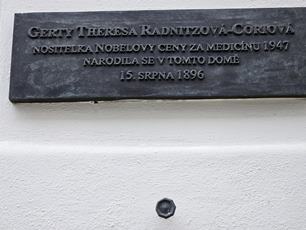 GERTY THERESA RADNITZOVÁ-CORIOVÁ
NOSITELKA NOBELOVY CENY ZA MEDICÍNU 1947
NARODILA SE V TOMTO DOMĚ
15. SRPNA 1896